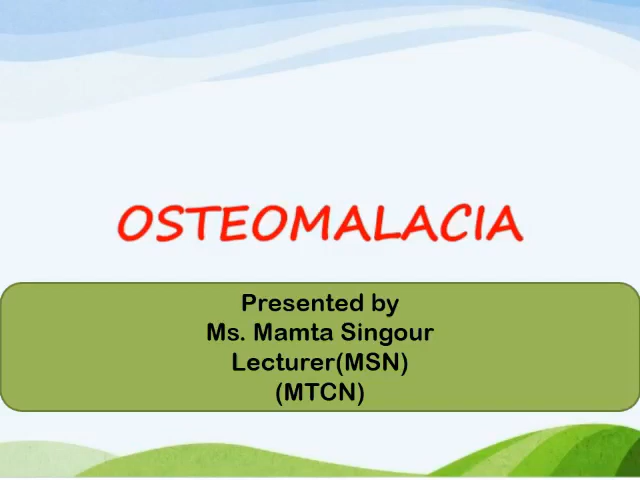 OSTEOMALACIA
Presented by
Ms. Mamta Singour
Lecturer(MSN)
(MTCN)